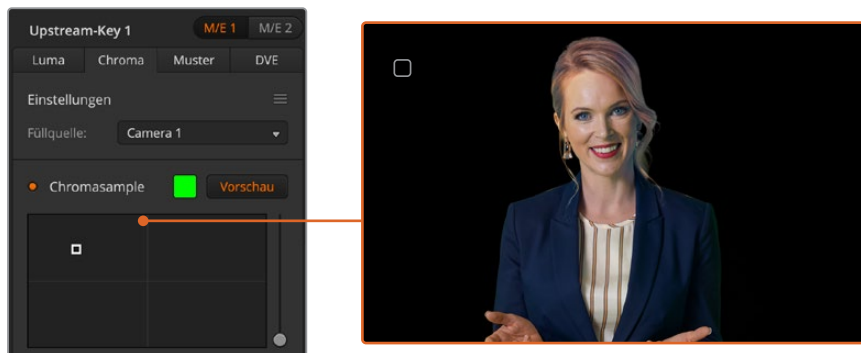 Upstream-Key 1 M/E 1 M/E 2
Luma Chroma Muster DVE
Einstellungen
Füllquelle: Camera 1
Chromasample Vorschau